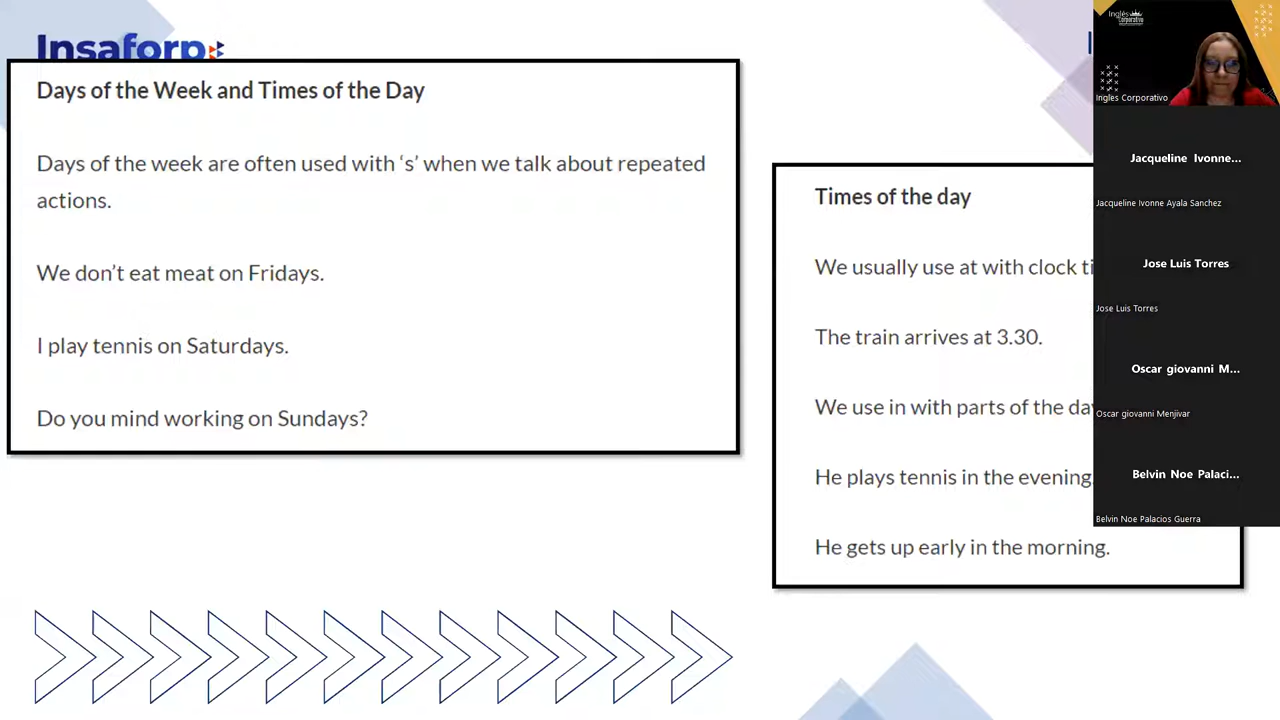 Insaforp
Days of the Week and Times of the Day
Days of the week are often used with ‘s’ when we talk about repeated
actions.
We don’t eat meat on Fridays.
I play tennis on Saturdays.
Do you mind working on Sundays?
Times of the day
We usually use at with clock
The train arrives at 3.30.
We use in with parts of the
He plays tennis in the evening
He gets up early in the morning.
Inglés
Corporativo
Ingles Corporativo
Jacqueline Ivonne...
Jacqueline Ivonne Ayala Sanchez
Jose Luis Torres
Jose Luis Torres
Oscar giovanni M...
Oscar giovanni Menjivar
Belvin Noe Palaci...
Belvin Noe Palacios Guerra